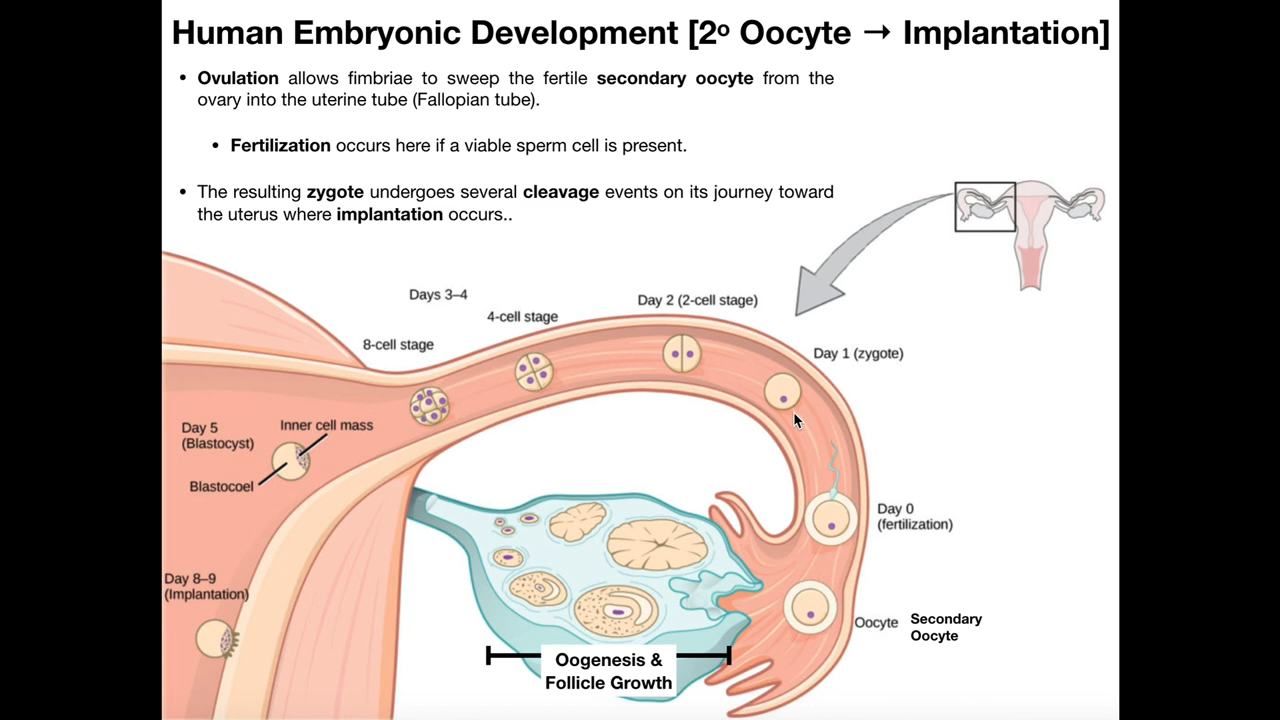 Human Embryonic Development [2º Oocyte → Implantation]
• Ovulation allows fimbriae to sweep the fertile secondary oocyte from the
ovary into the uterine tube (Fallopian tube).
• Fertilization occurs here if a viable sperm cell is present.
• The resulting zygote undergoes several cleavage events on its journey toward
the uterus where implantation occurs..
Days 3–4
Day 2 (2-cell stage)
4-cell stage
8-cell stage
Day 1 (zygote)
Day 5
(Blastocyst)
Inner cell mass
Blastocoel
Day 0
(fertilization)
Day 8–9
(Implantation)
Oocyte
Secondary
Oocyte
Oogenesis &
Follicle Growth